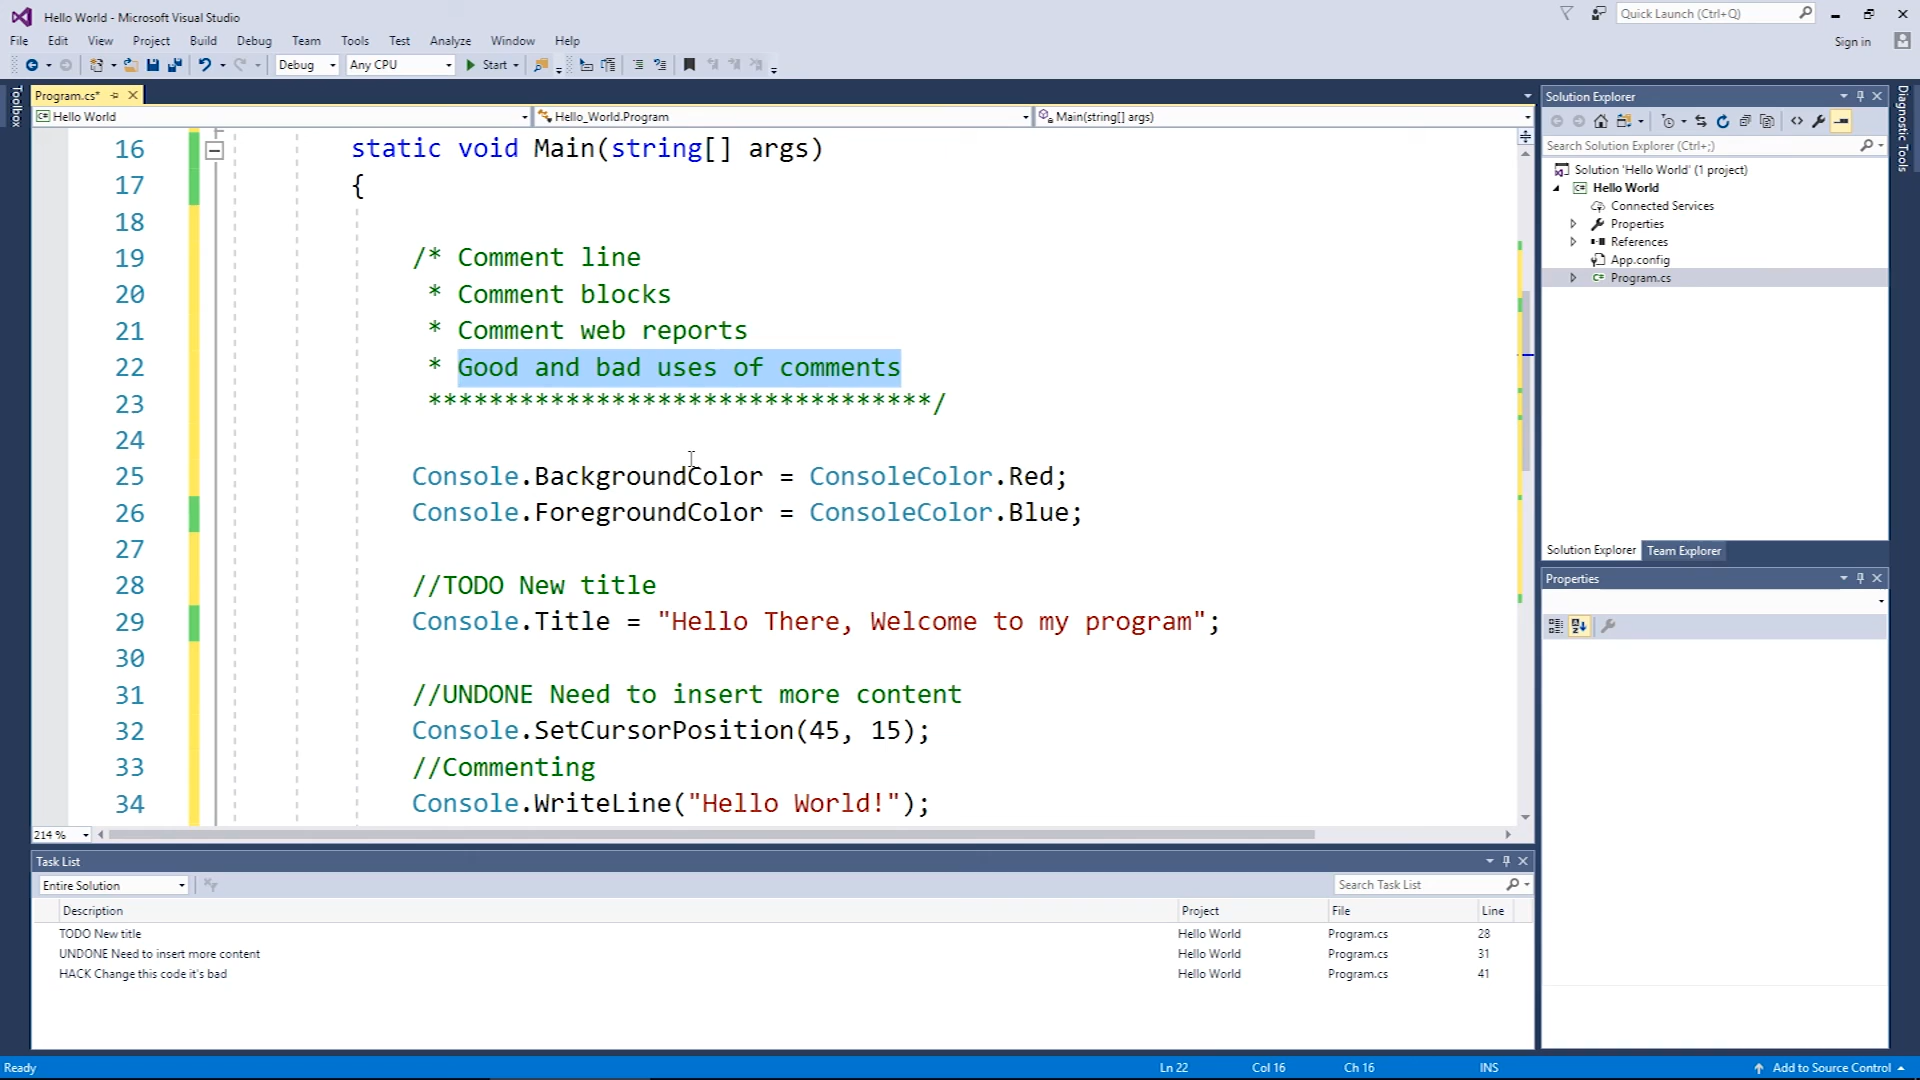 Hello World - Microsoft Visual Studio
Quick Launch (Ctrl+Q)
File Edit View Project Build Debug Team Tools Test Analyze Window Help
Sign in
Debug Any CPU Start
Toolbox
Program.cs*
Hello World Hello_World.Program Main(string[] args)
16 static void Main(string[] args)
17 {
18
19 /* Comment line
20 * Comment blocks
21 * Comment web reports
22 * Good and bad uses of comments
23 *********************************/
24
25 Console.BackgroundColor = ConsoleColor.Red;
26 Console.ForegroundColor = ConsoleColor.Blue;
27
28 //TODO New title
29 Console.Title = "Hello There, Welcome to my program";
30
31 //UNDONE Need to insert more content
32 Console.SetCursorPosition(45, 15);
33 //Commenting
34 Console.WriteLine("Hello World!");
214 %
Solution Explorer
Search Solution Explorer (Ctrl+;)
Solution 'Hello World' (1 project)
C# Hello World
Connected Services
Properties
References
App.config
C# Program.cs
Solution Explorer Team Explorer
Properties
Diagnostic Tools
Task List
Entire Solution
Search Task List
Description Project File Line
TODO New title Hello World Program.cs 28
UNDONE Need to insert more content Hello World Program.cs 31
HACK Change this code it's bad Hello World Program.cs 41
Ready Ln 22 Col 16 Ch 16 INS Add to Source Control